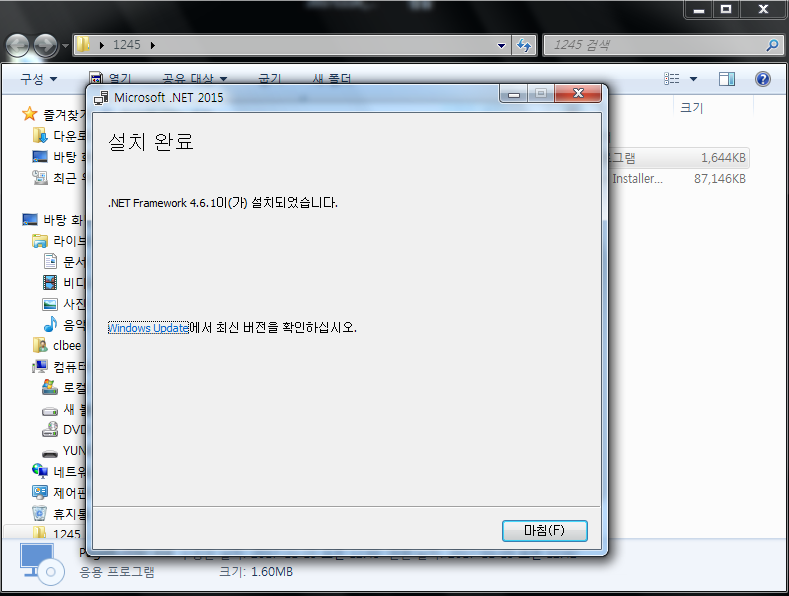 1245
1245 검색
구성
열기
공유 대상
굽기
새 폴더
Microsoft .NET 2015
크기
즐겨찾기
다운로
바탕 화
최근
설치 완료
1,644KB
Installer... 87,146KB
.NET Framework 4.6.1이(가) 설치되었습니다.
바탕 화
라이브
문서
비디
사진
음악
Windows Update에서 최신 버전을 확인하십시오.
clbee
컴퓨터
로컬
새 볼
DVD
YUN
네트워
제어판
휴지통
1245
마침(F)
응용 프로그램
크기: 1.60MB